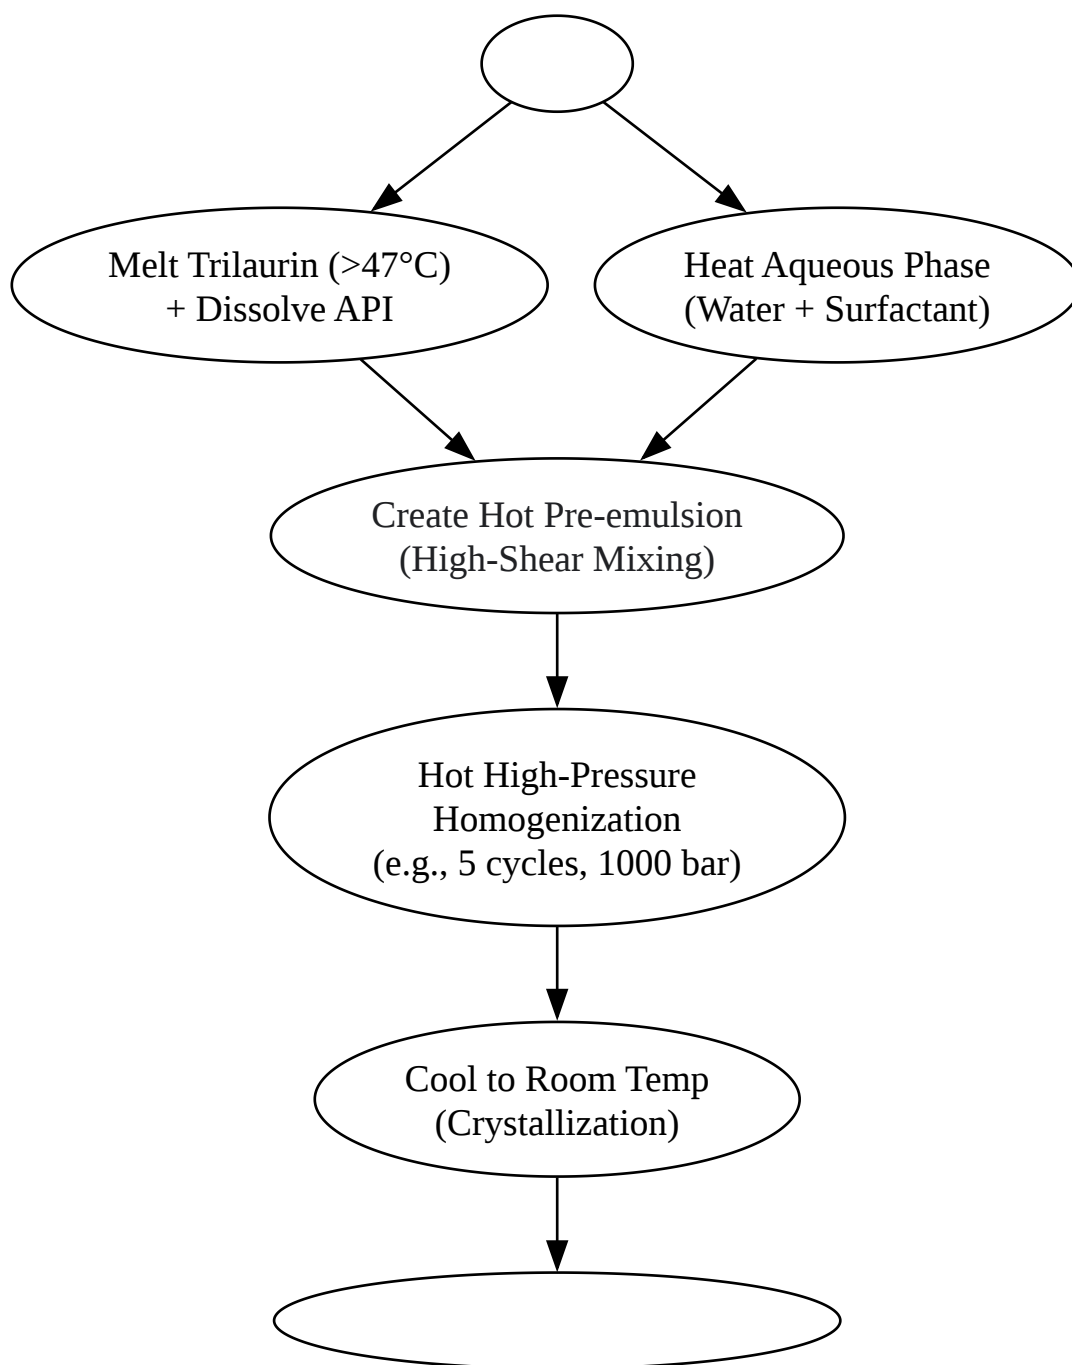 Melt Trilaurin (>47°C)
+ Dissolve API
Heat Aqueous Phase
(Water + Surfactant)
Create Hot Pre-emulsion
(High-Shear Mixing)
Hot High-Pressure
Homogenization
(e.g., 5 cycles, 1000 bar)
Cool to Room Temp
(Crystallization)